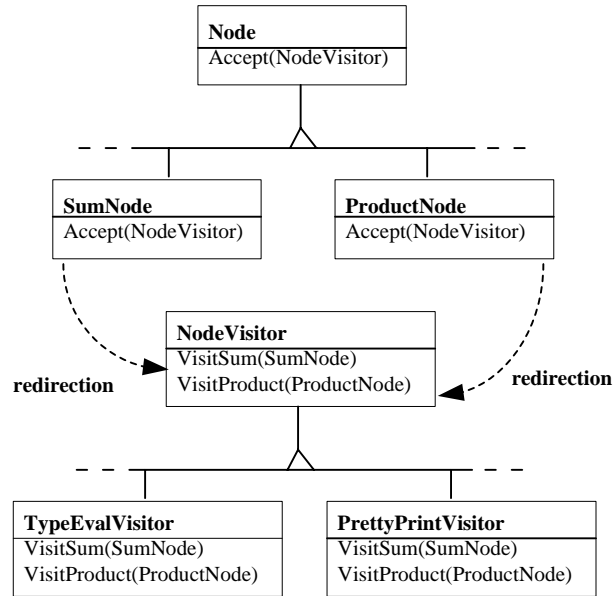 Node
Accept(NodeVisitor)
SumNode
Accept(NodeVisitor)
ProductNode
Accept(NodeVisitor)
NodeVisitor
VisitSum(SumNode)
VisitProduct(ProductNode)
redirection
redirection
TypeEvalVisitor
VisitSum(SumNode)
VisitProduct(ProductNode)
PrettyPrintVisitor
VisitSum(SumNode)
VisitProduct(ProductNode)